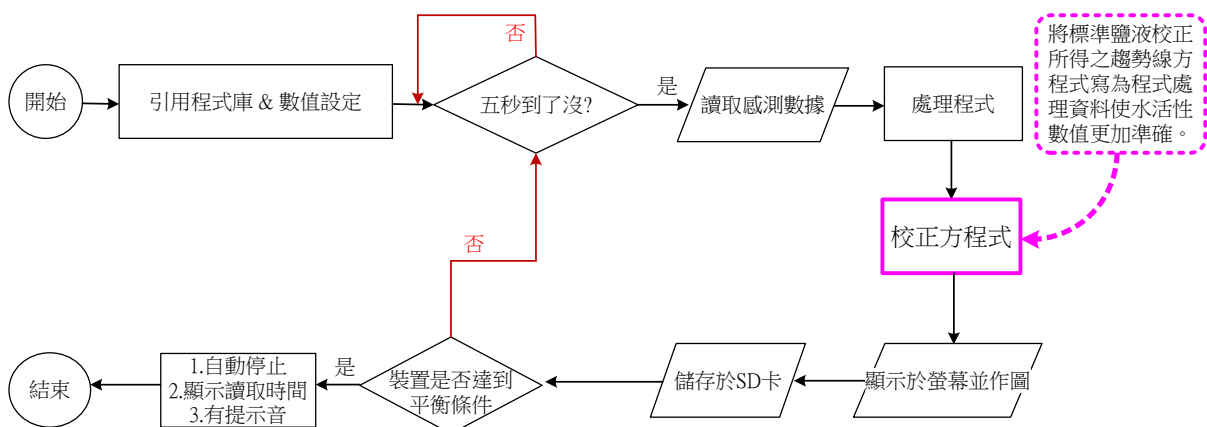 將標準鹽液校正
所得之趨勢線方
程式寫為程式處
理資料使水活性
數值更加準確。
否
開始
引用程式庫 & 數值設定
五秒到了沒?
是
讀取感測數據
處理程式
校正方程式
否
結束
1.自動停止
2.顯示讀取時間
3.有提示音
是
裝置是否達到
平衡條件
儲存於SD卡
顯示於螢幕並作圖